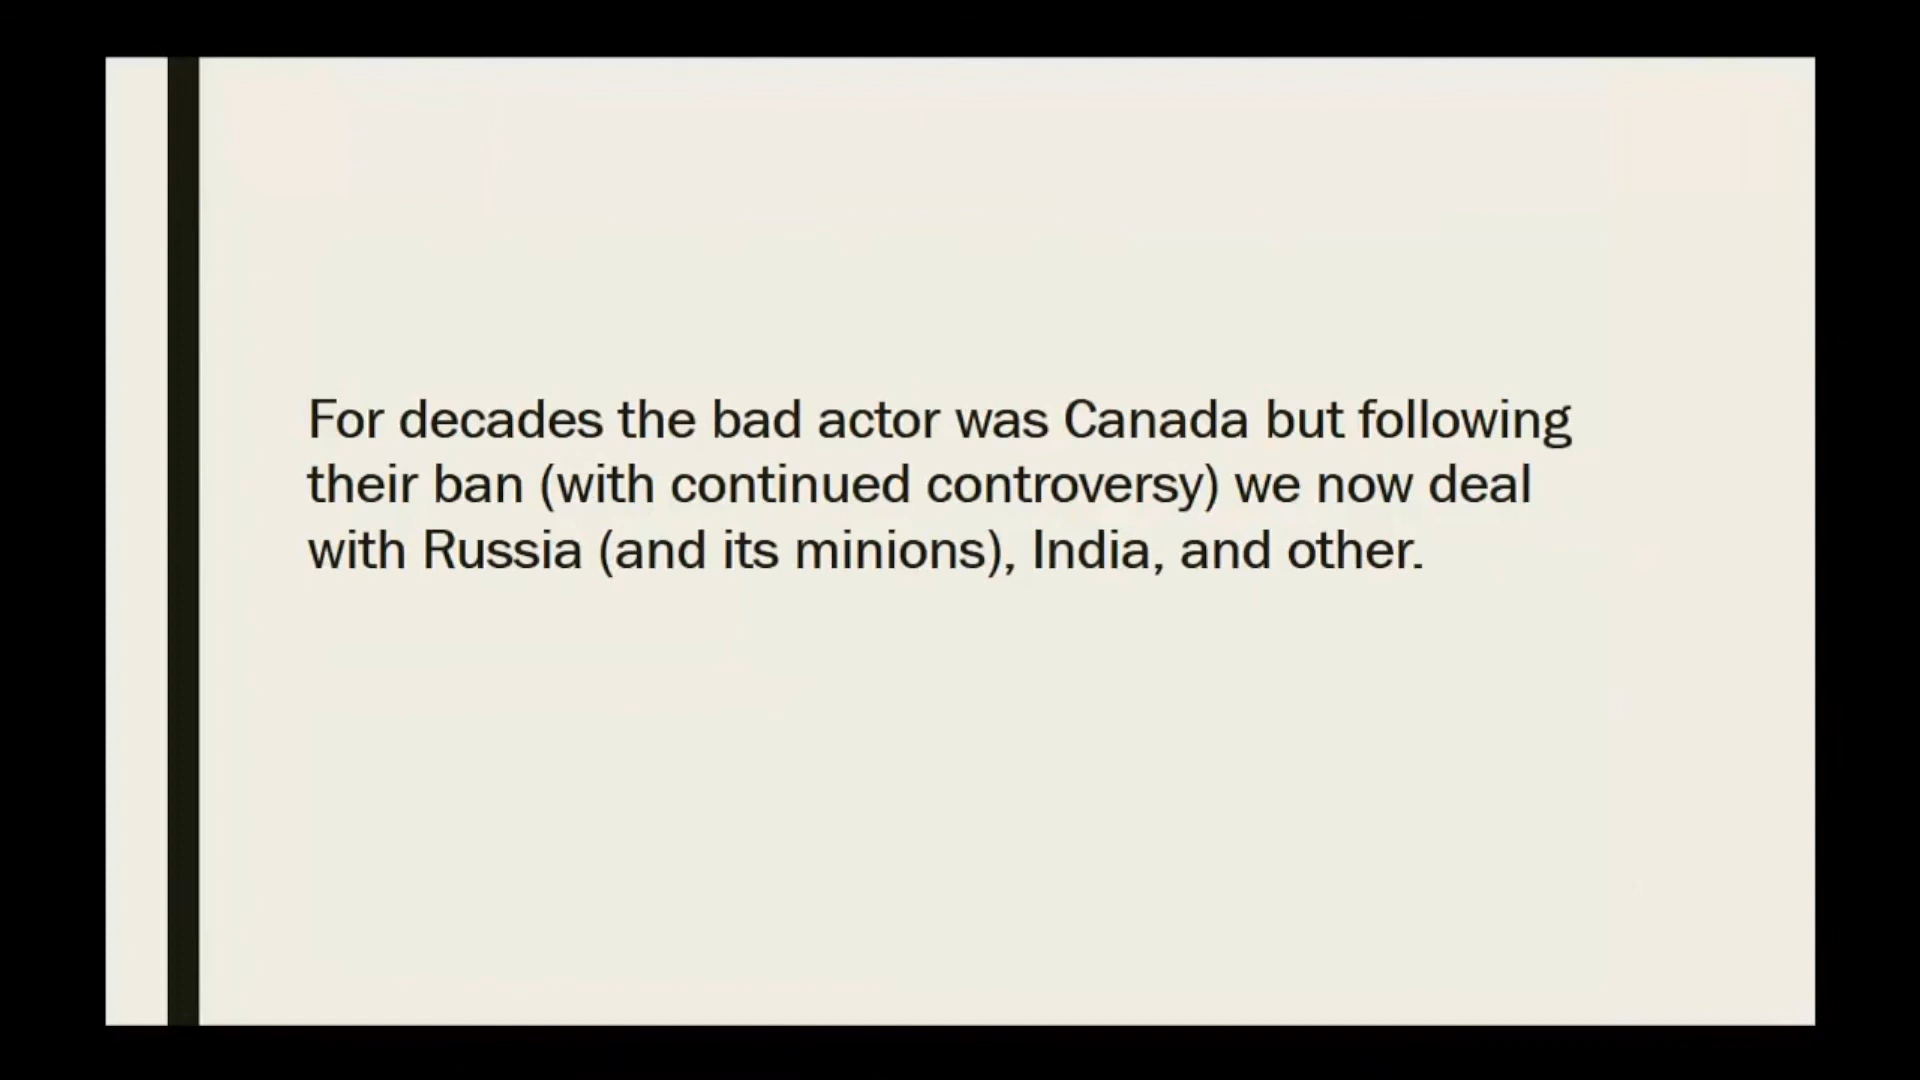 For decades the bad actor was Canada but following
their ban (with continued controversy) we now deal
with Russia (and its minions), India, and other.